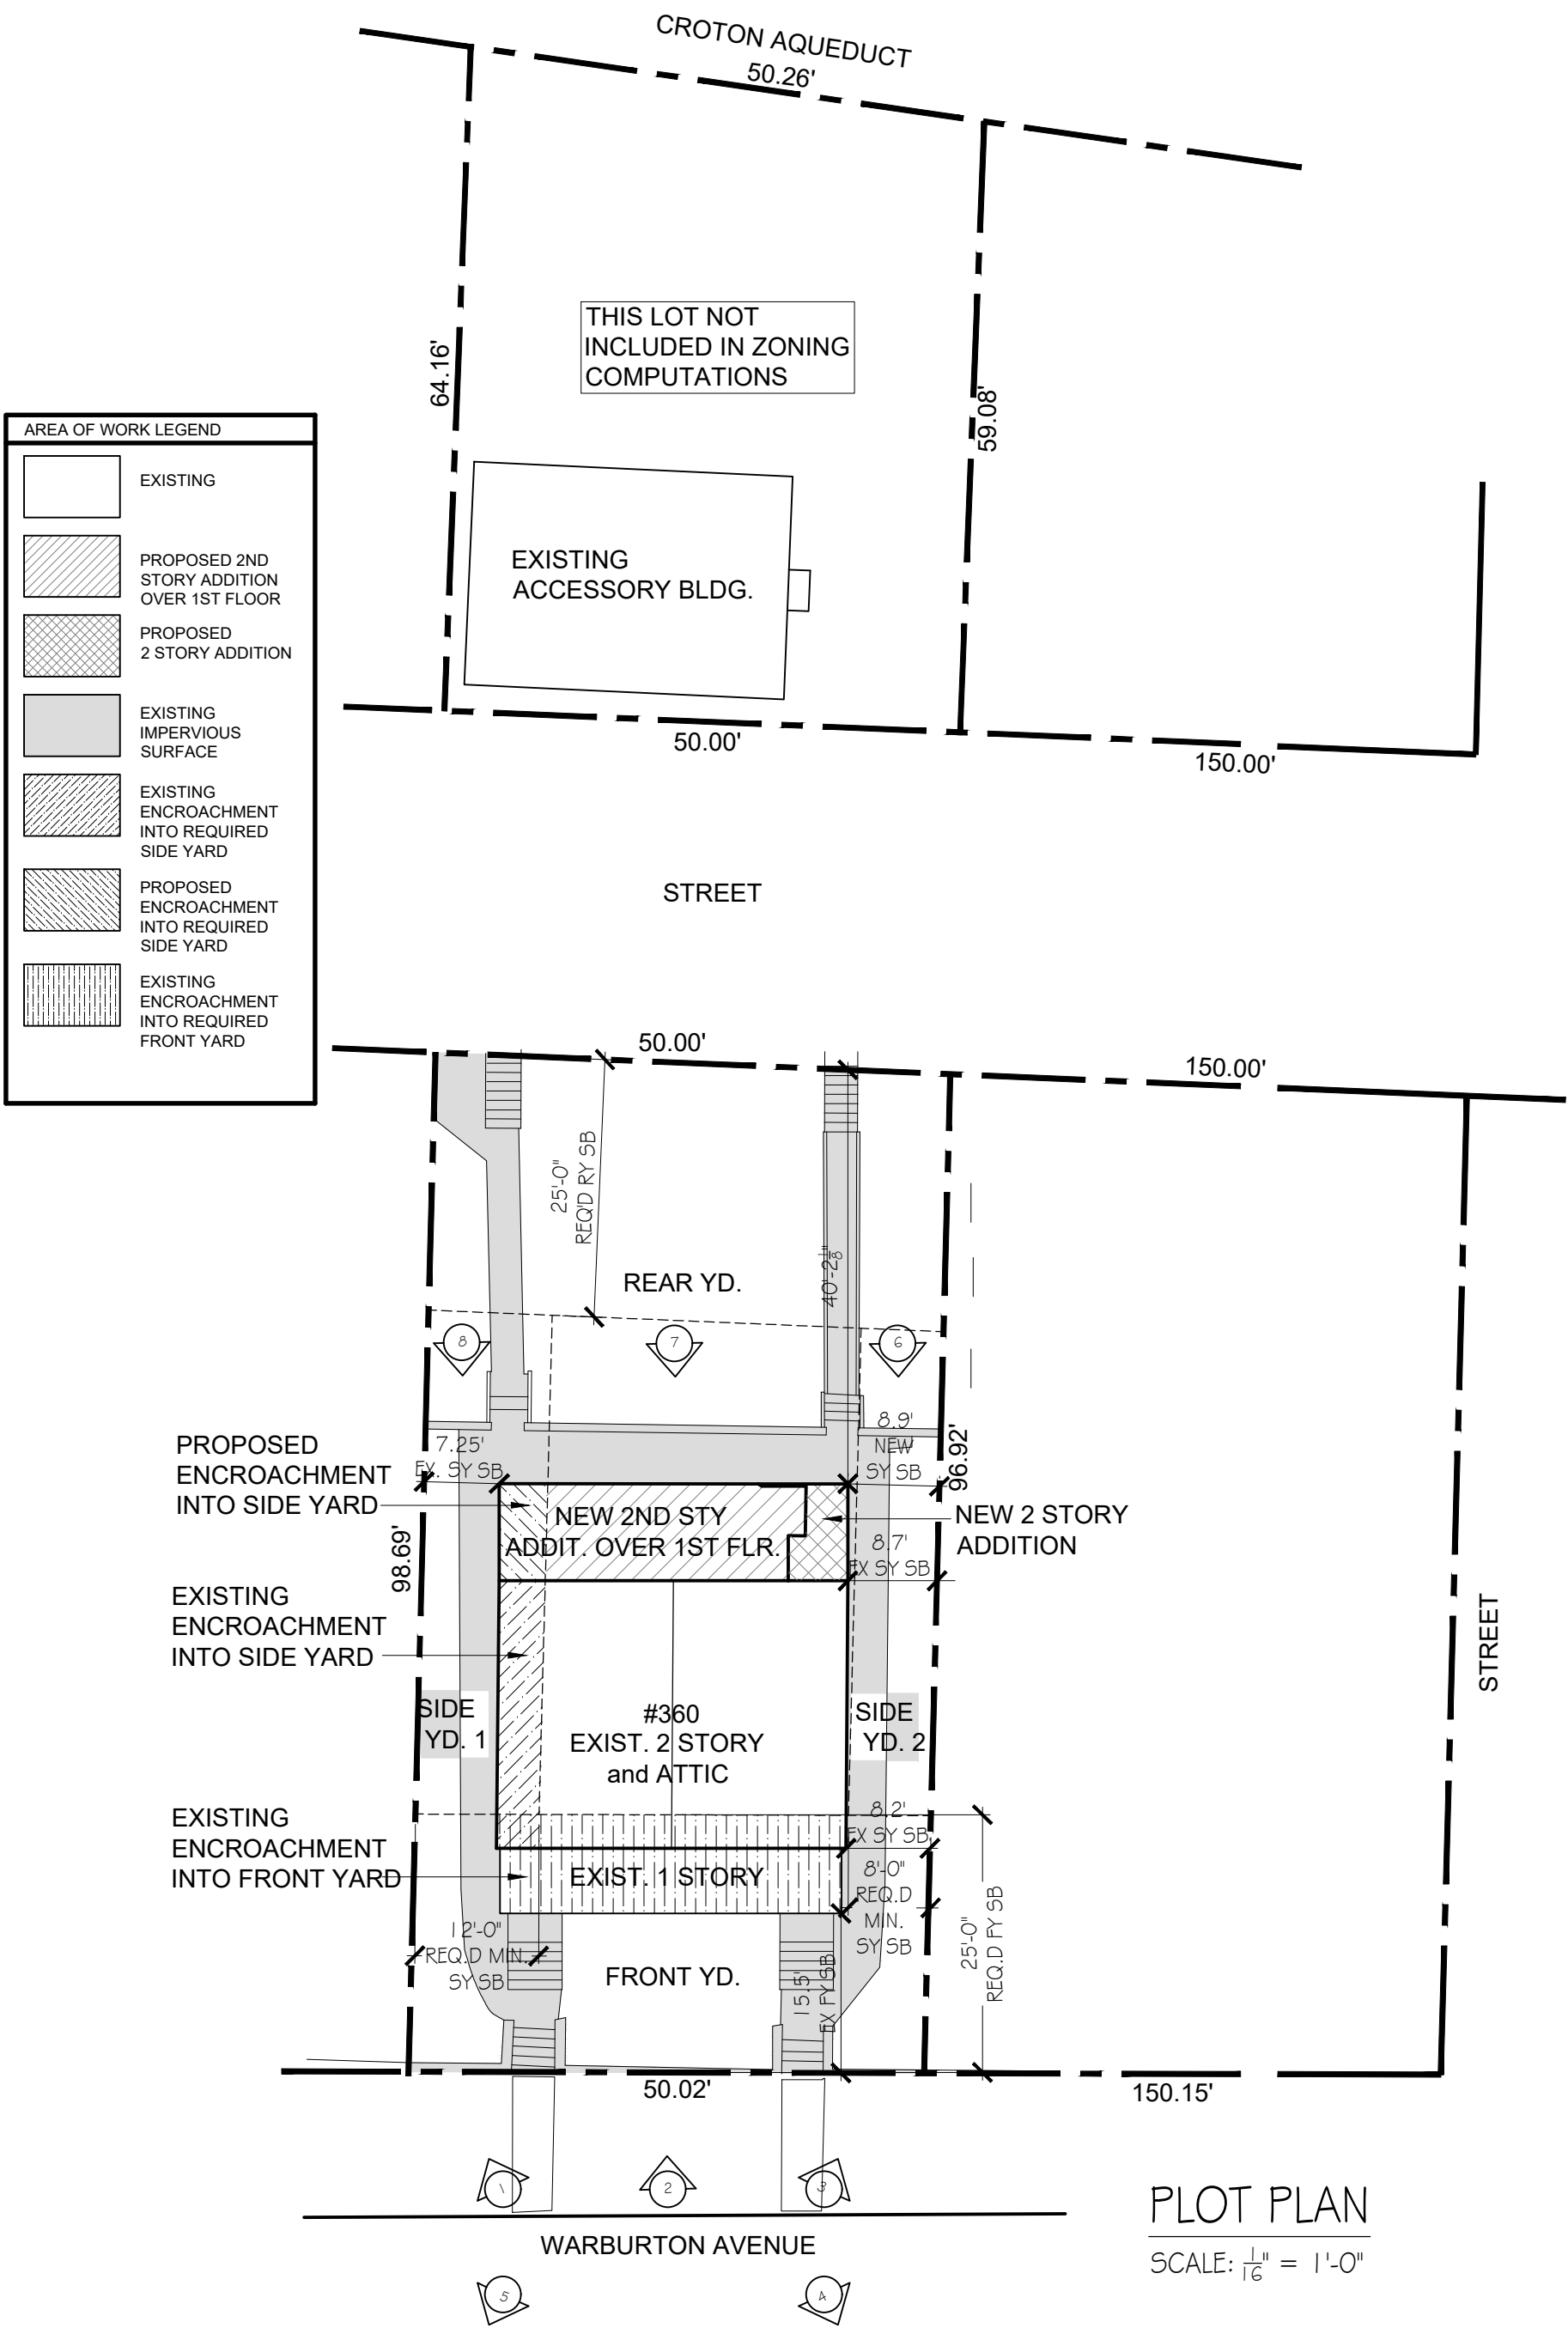 CROTON AQUEDUCT
50.26'
THIS LOT NOT
INCLUDED IN ZONING
COMPUTATIONS
64.16'
59.08'
AREA OF WORK LEGEND
EXISTING
PROPOSED 2ND
STORY ADDITION
OVER 1ST FLOOR
PROPOSED
2 STORY ADDITION
EXISTING
IMPERVIOUS
SURFACE
EXISTING
ENCROACHMENT
INTO REQUIRED
SIDE YARD
PROPOSED
ENCROACHMENT
INTO REQUIRED
SIDE YARD
EXISTING
ENCROACHMENT
INTO REQUIRED
FRONT YARD
EXISTING
ACCESSORY BLDG.
50.00'
150.00'
STREET
50.00'
150.00'
25'-0"
REQ'D RY SB
REAR YD.
40'-2 1/8"
8
7
6
7.25'
EX. SY SB
8.9'
NEW
SY SB
96.92'
PROPOSED
ENCROACHMENT
INTO SIDE YARD
NEW 2ND STY
ADDIT. OVER 1ST FLR.
NEW 2 STORY
ADDITION
8.7'
EX SY SB
98.69'
EXISTING
ENCROACHMENT
INTO SIDE YARD
STREET
SIDE
YD. 1
#360
EXIST. 2 STORY
and ATTIC
SIDE
YD. 2
EXISTING
ENCROACHMENT
INTO FRONT YARD
8.2'
EX SY SB
EXIST. 1 STORY
8'-0"
REQ.D
MIN.
SY SB
25'-0"
REQ.D FY SB
12'-0"
REQ.D MIN.
SY SB
FRONT YD.
15.5'
EX FY SB
50.02'
150.15'
1
2
3
WARBURTON AVENUE
5
4
PLOT PLAN
SCALE: 1/16" = 1'-0"